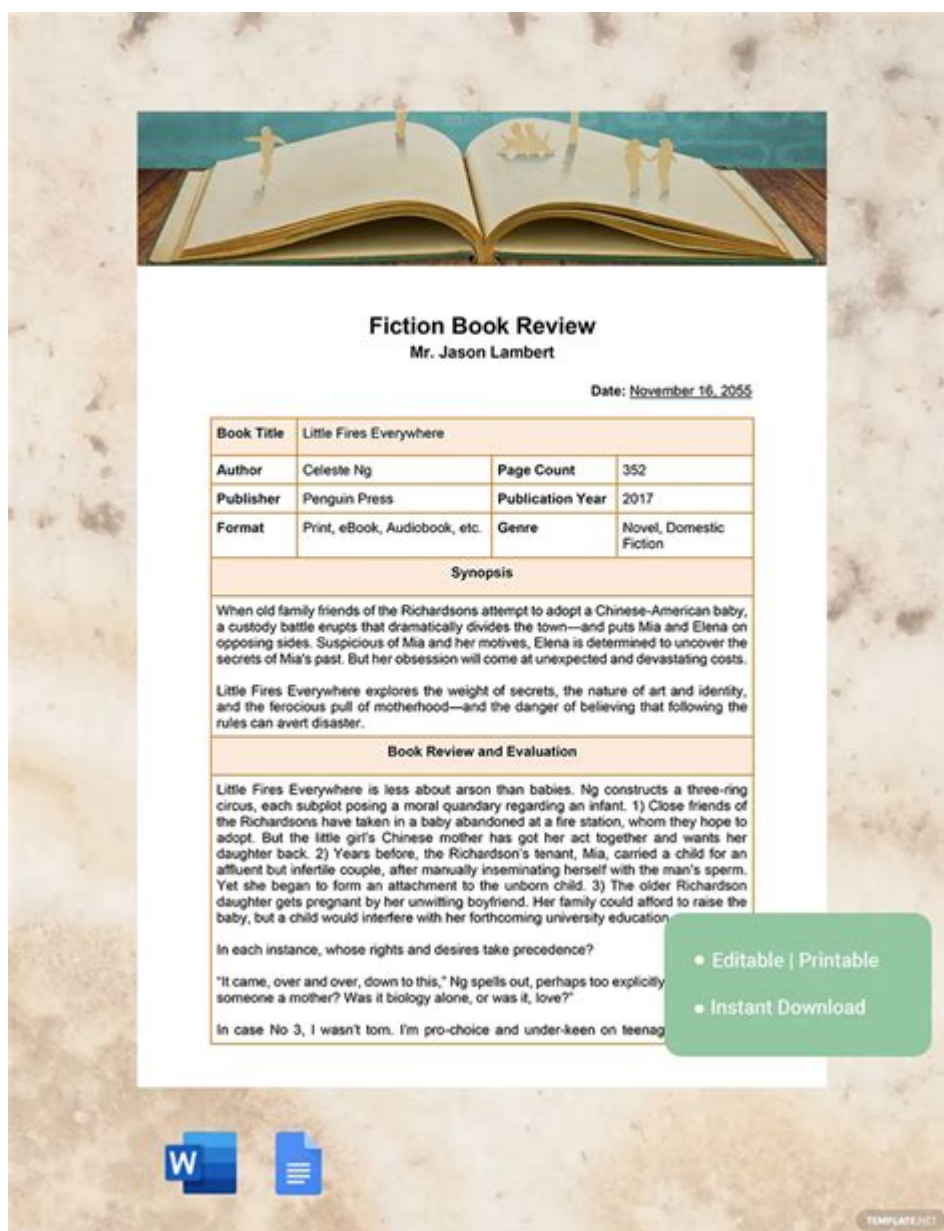 Fiction Book Review
Mr. Jason Lambert
Date: November 16, 2055
Book Title Little Fires Everywhere
Author Celeste Ng Page Count 352
Publisher Penguin Press Publication Year 2017
Format Print, eBook, Audiobook, etc. Genre Novel, Domestic
Fiction
Synopsis
When old family friends of the Richardsons attempt to adopt a Chinese-American baby,
a custody battle erupts that dramatically divides the town—and puts Mia and Elena on
opposing sides. Suspicious of Mia and her motives, Elena is determined to uncover the
secrets of Mia's past. But her obsession will come at unexpected and devastating costs.
Little Fires Everywhere explores the weight of secrets, the nature of art and identity,
and the ferocious pull of motherhood—and the danger of believing that following the
rules can avert disaster.
Book Review and Evaluation
Little Fires Everywhere is less about arson than babies. Ng constructs a three-ring
circus, each subplot posing a moral quandary regarding an infant. 1) Close friends of
the Richardsons have taken in a baby abandoned at a fire station, whom they hope to
adopt. But the little girl's Chinese mother has got her act together and wants her
daughter back. 2) Years before, the Richardson's tenant, Mia, carried a child for an
affluent but infertile couple, after manually inseminating herself with the man's sperm.
Yet she began to form an attachment to the unborn child. 3) The older Richardson
daughter gets pregnant by her unwitting boyfriend. Her family could afford to raise the
baby, but a child would interfere with her forthcoming university education
In each instance, whose rights and desires take precedence?
"It came, over and over, down to this," Ng spells out, perhaps too explicitly
someone a mother? Was it biology alone, or was it, love?"
In case No 3, I wasn't torn. I'm pro-choice and under-keen on teenag
• Editable | Printable
• Instant Download
W
TEMPLATE.NET